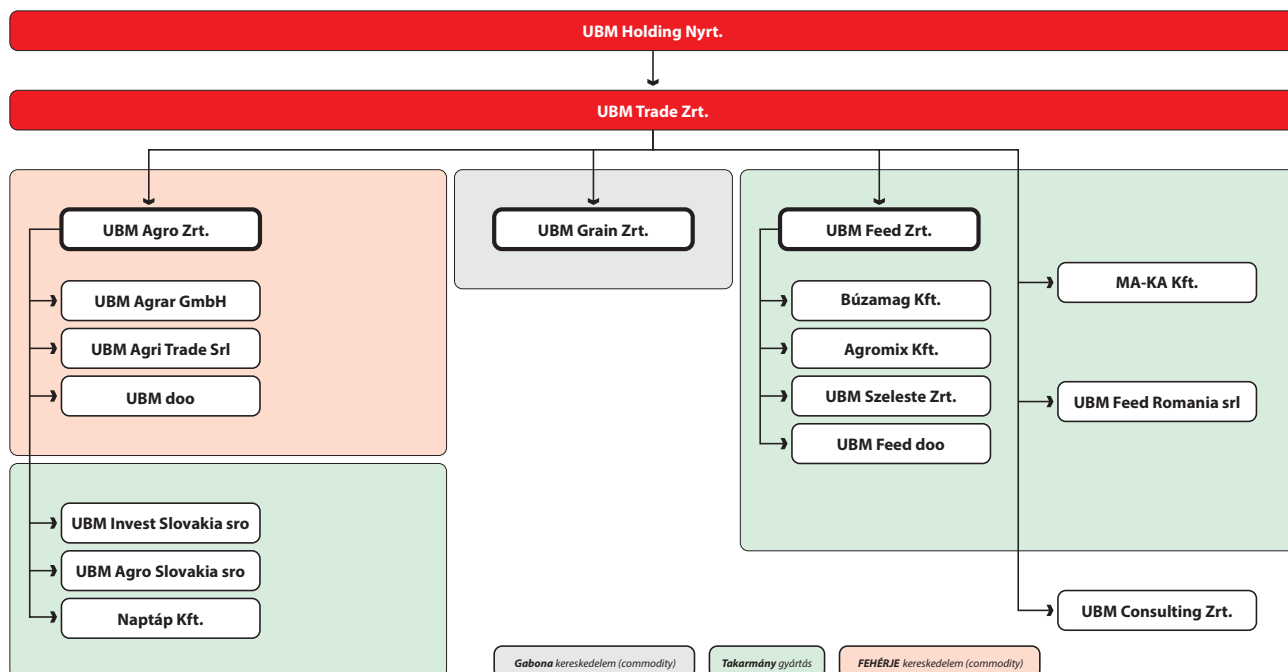 UBM Holding Nyrt.
UBM Trade Zrt.
UBM Agro Zrt.
UBM Agrar GmbH
UBM Agri Trade Srl
UBM doo
UBM Invest Slovakia sro
UBM Agro Slovakia sro
Naptáp Kft.
UBM Grain Zrt.
UBM Feed Zrt.
Búzamag Kft.
Agromix Kft.
UBM Szeleste Zrt.
UBM Feed doo
MA-KA Kft.
UBM Feed Romania srl
UBM Consulting Zrt.
Gabona kereskedelem (commodity)
Takarmány gyártás
FEHÉRJE kereskedelem (commodity)